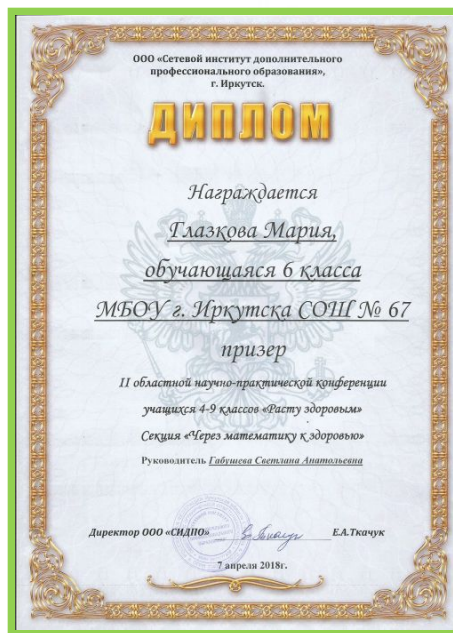 ООО «Сетевой институт дополнительного
профессионального образования»,
г. Иркутск.
ДИПЛОМ
Награждается
Глазкова Мария,
обучающаяся 6 класса
МБОУ г. Иркутска СОШ № 67
призер
II областной научно-практической конференции
учащихся 4-9 классов «Расту здоровым»
Секция «Через математику к здоровью»
Руководитель Габушева Светлана Анатольевна
Директор ООО «СИДПО» Е.А.Ткачук
7 апреля 2018г.